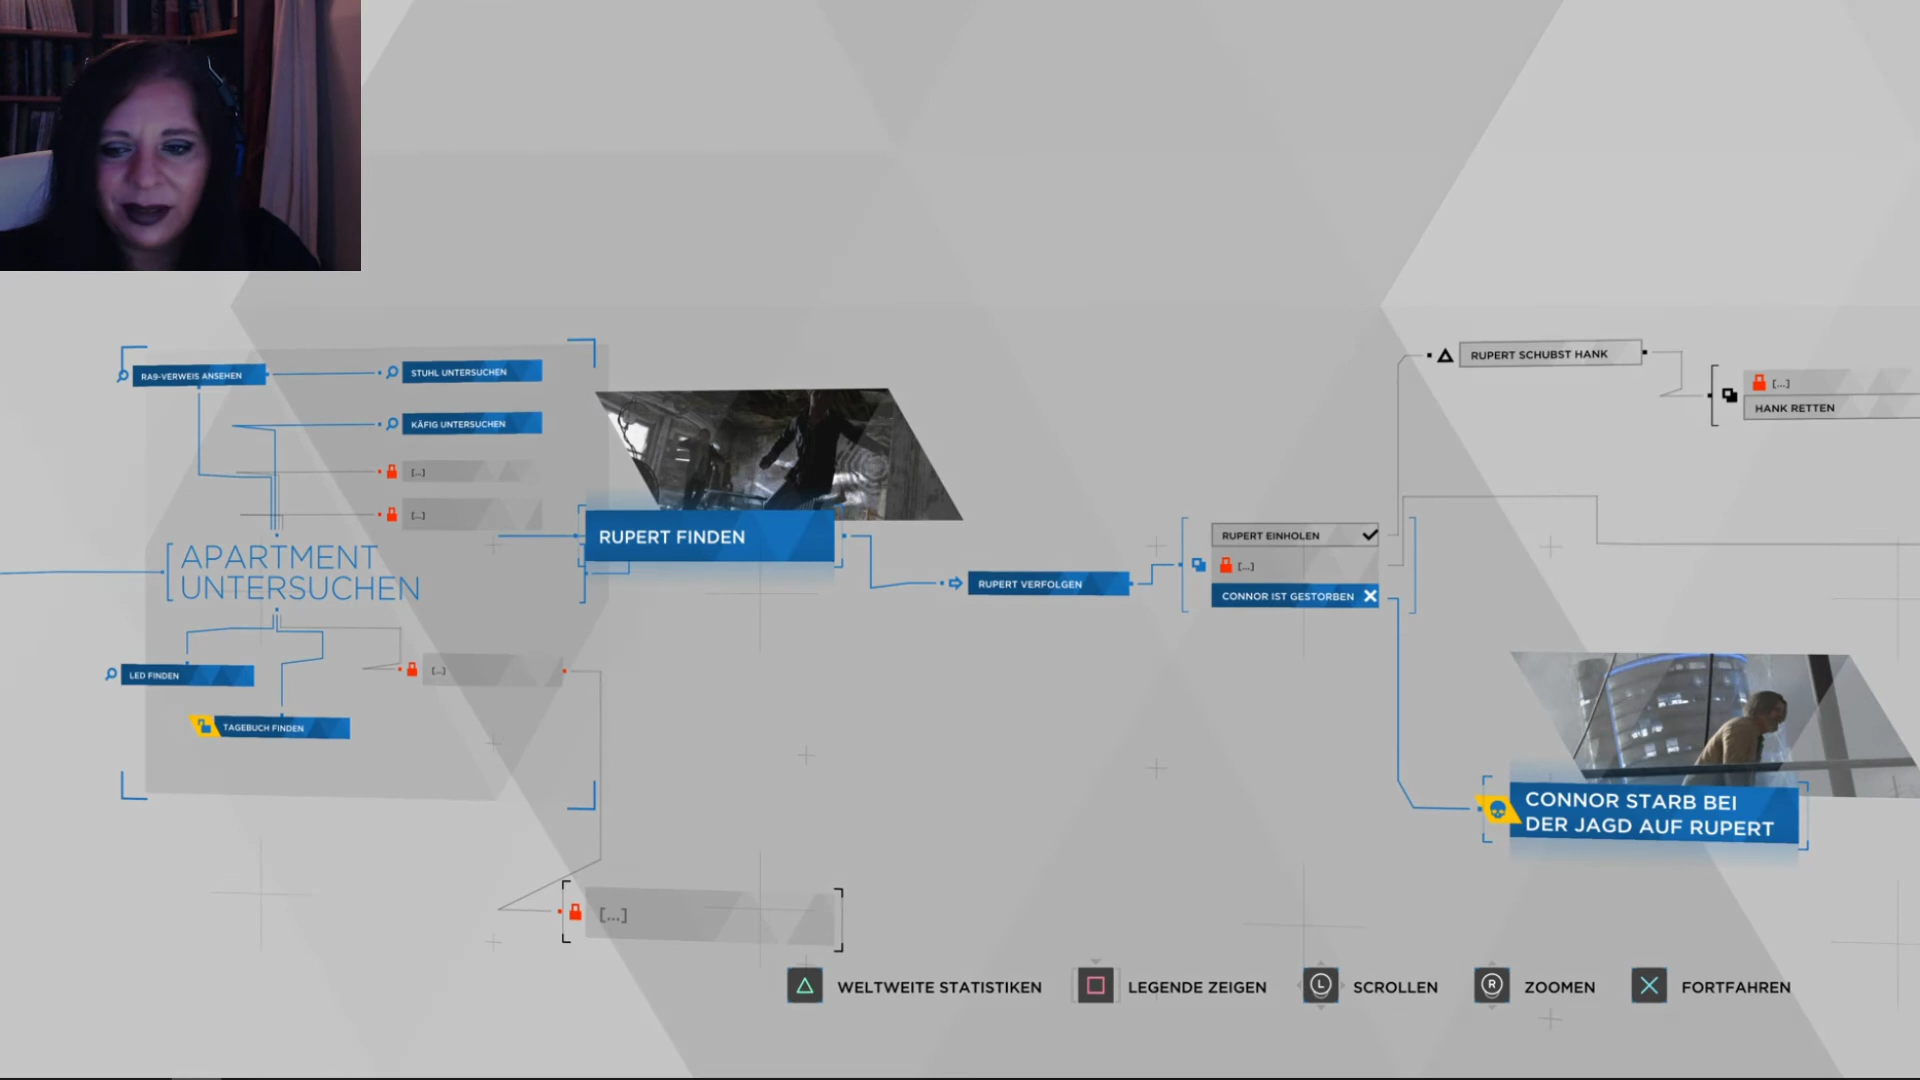 RA9-VERWEIS ANSEHEN
STUHL UNTERSUCHEN
KÄFIG UNTERSUCHEN
[...]
[...]
APARTMENT
UNTERSUCHEN
LED FINDEN
TAGEBUCH FINDEN
[...]
[...]
RUPERT FINDEN
RUPERT VERFOLGEN
RUPERT EINHOLEN
[...]
CONNOR IST GESTORBEN
RUPERT SCHUBST HANK
[...]
HANK RETTEN
CONNOR STARB BEI
DER JAGD AUF RUPERT
WELTWEITE STATISTIKEN
LEGENDE ZEIGEN
L
SCROLLEN
R
ZOOMEN
FORTFAHREN